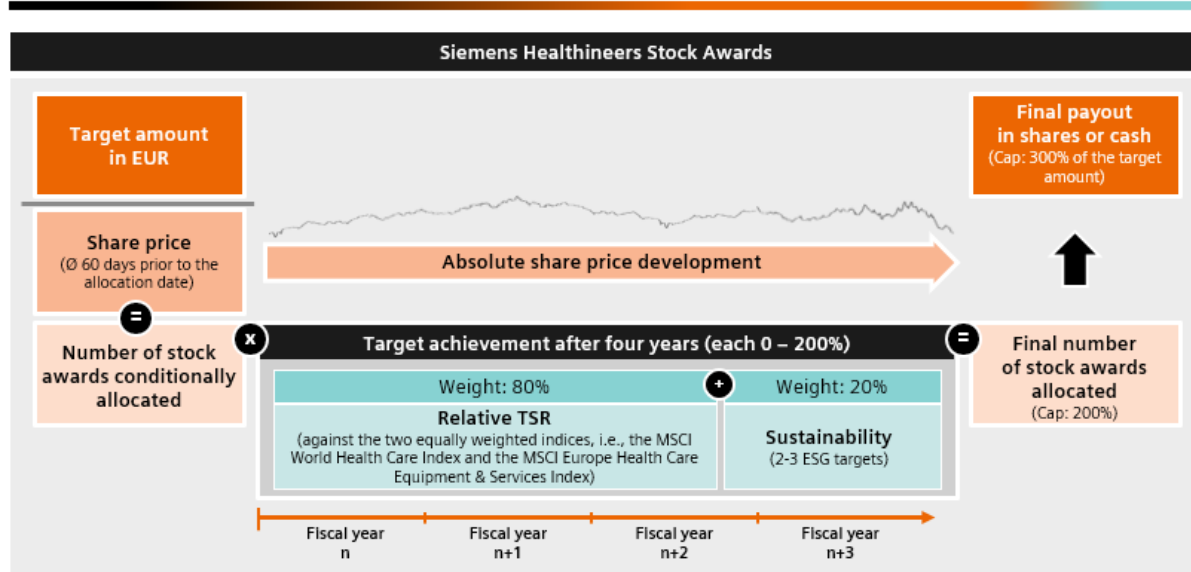 Siemens Healthineers Stock Awards
Target amount
in EUR
Share price
(Ø 60 days prior to the
allocation date)
=
Number of stock
awards conditionally
allocated
x
Absolute share price development
Target achievement after four years (each 0 – 200%)
Weight: 80%
+
Weight: 20%
Relative TSR
(against the two equally weighted indices, i.e., the MSCI
World Health Care Index and the MSCI Europe Health Care
Equipment & Services Index)
Sustainability
(2-3 ESG targets)
=
Final payout
in shares or cash
(Cap: 300% of the target
amount)
Final number
of stock awards
allocated
(Cap: 200%)
Fiscal year
n
Fiscal year
n+1
Fiscal year
n+2
Fiscal year
n+3